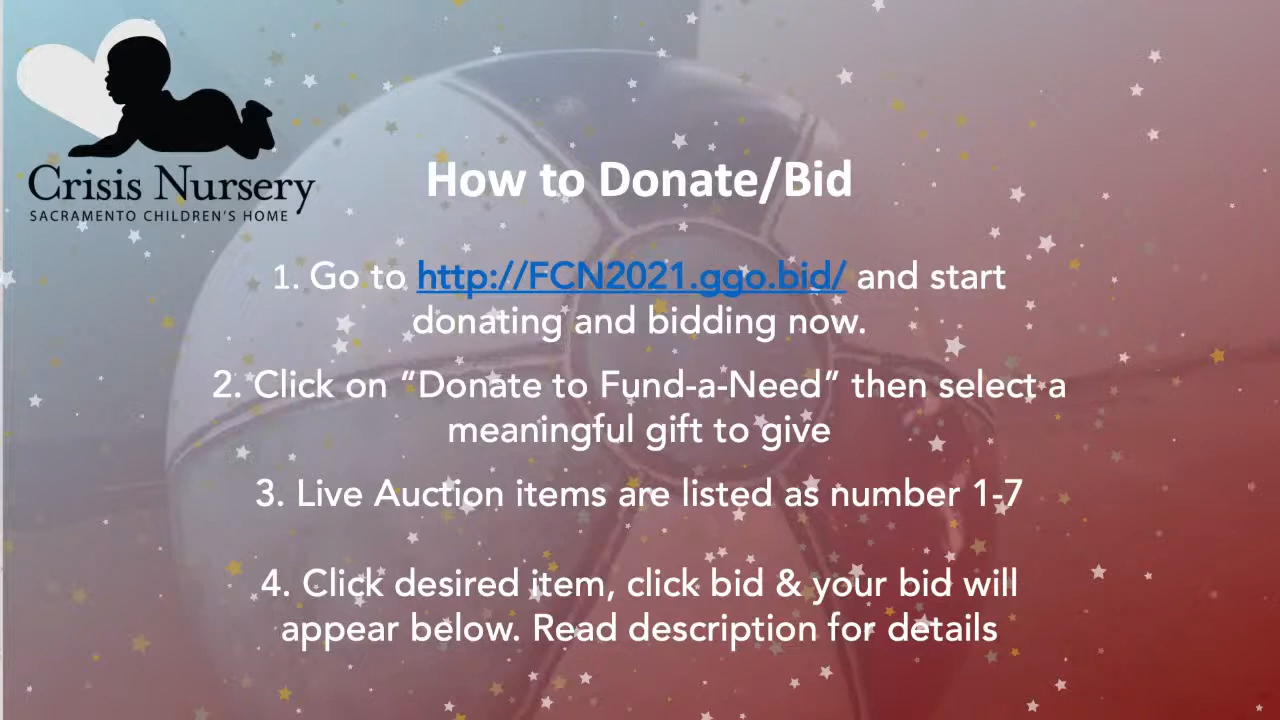 Crisis Nursery
SACRAMENTO CHILDREN'S HOME
How to Donate/Bid
1. Go to http://FCN2021.ggo.bid/ and start
donating and bidding now.
2. Click on “Donate to Fund-a-Need” then select a
meaningful gift to give
3. Live Auction items are listed as number 1-7
4. Click desired item, click bid & your bid will
appear below. Read description for details